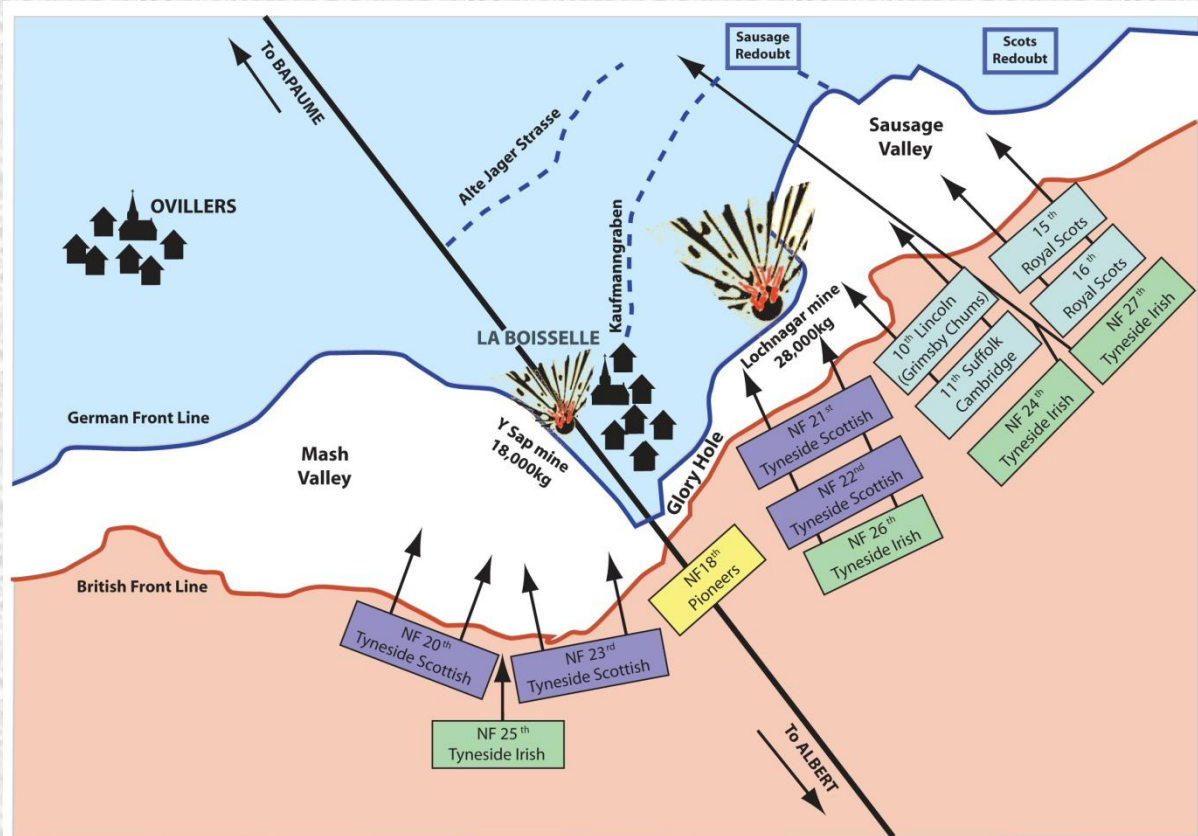 To BAPAUME
Sausage
Redoubt
Scots
Redoubt
Sausage
Valley
Alte Jager Strasse
OVILLERS
Kaufmanngraben
LA BOISSELLE
Lochnagar mine
28,000kg
15th
Royal Scots
16th
Royal Scots
NF 27th
Tyneside Irish
10th Lincoln
(Grimsby Chums)
11th Suffolk
Cambridge
NF 24th
Tyneside Irish
German Front Line
Mash
Valley
Y Sap mine
18,000kg
Glory Hole
NF 21st
Tyneside Scottish
NF 22nd
Tyneside Scottish
NF 26th
Tyneside Irish
British Front Line
NF18th
Pioneers
NF 20th
Tyneside Scottish
NF 23rd
Tyneside Scottish
NF 25th
Tyneside Irish
To ALBERT